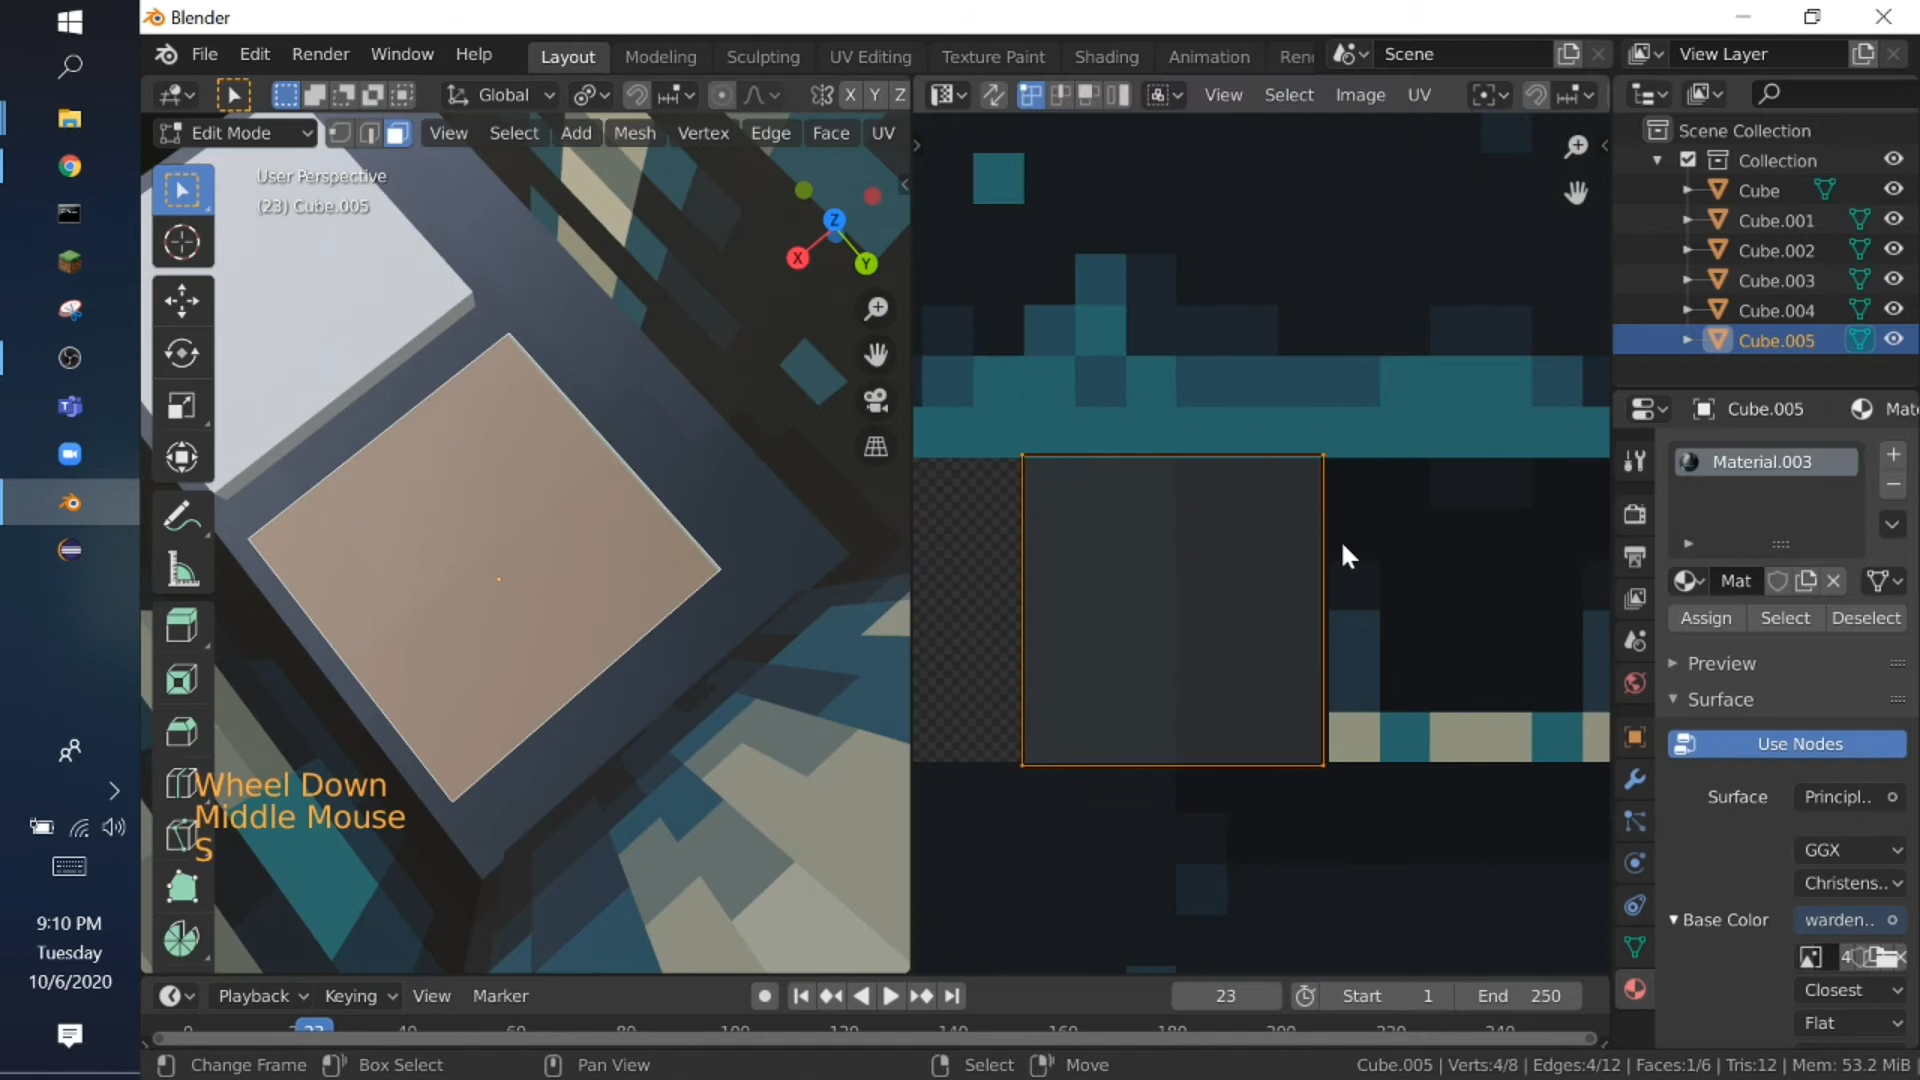 Blender
File Edit Render Window Help Layout Modeling Sculpting UV Editing Texture Paint Shading Animation Scene View Layer
Global X Y Z View Select Image UV
Edit Mode View Select Add Mesh Vertex Edge Face UV
User Perspective
(23) Cube.005
Z
X
Y
Wheel Down
Middle Mouse
S
Scene Collection
Collection
Cube
Cube.001
Cube.002
Cube.003
Cube.004
Cube.005
Cube.005
Material.003
Mat
Assign Select Deselect
Preview
Surface
Use Nodes
Surface Principl..
GGX
Christens..
Base Color warden..
4
Closest
Flat
9:10 PM
Tuesday
10/6/2020
Playback Keying View Marker 23 Start 1 End 250
Change Frame Box Select Pan View Select Move Cube.005 | Verts:4/8 | Edges:4/12 | Faces:1/6 | Tris:12 | Mem: 53.2 MiB